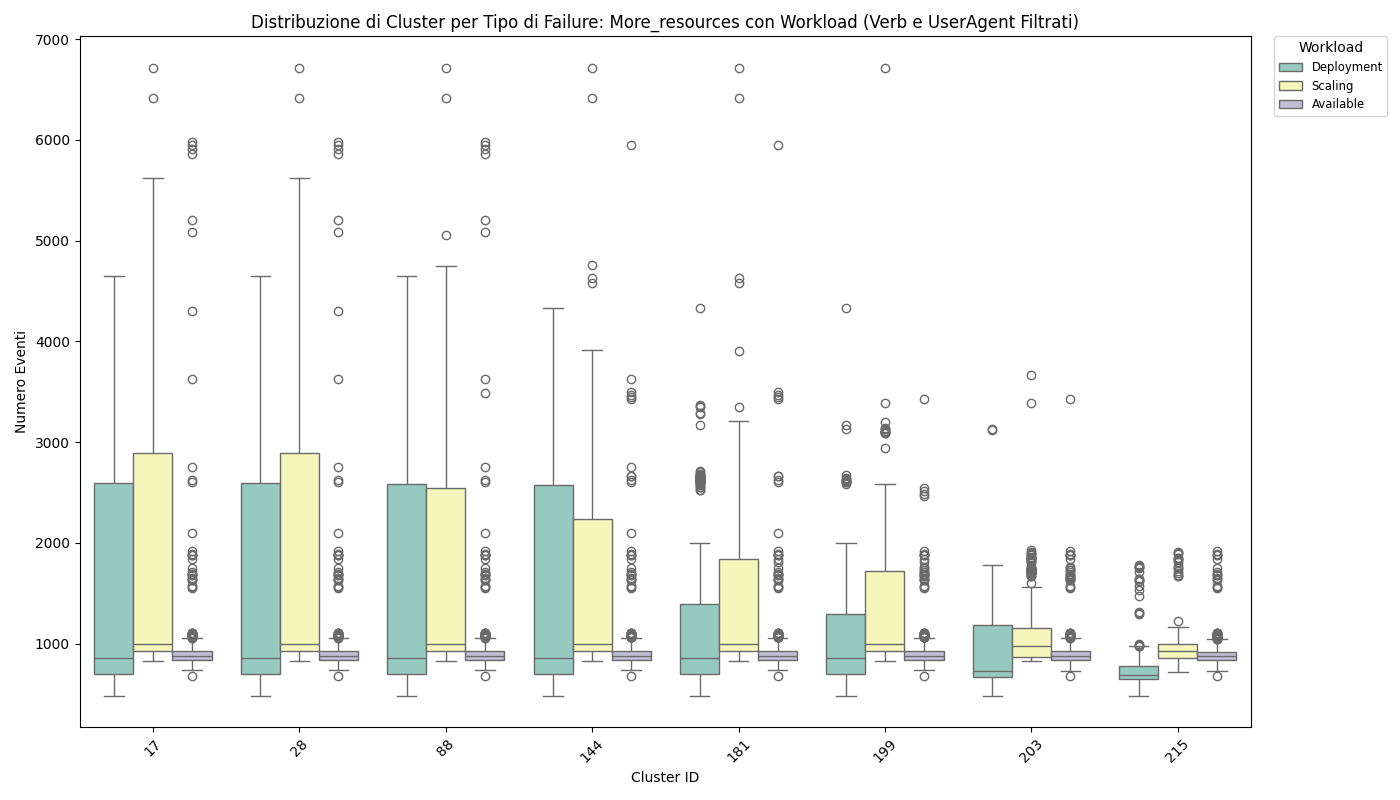 Distribuzione di Cluster per Tipo di Failure: More_resources con Workload (Verb e UserAgent Filtrati)
Workload
Deployment
Scaling
Available
Numero Eventi
7000
6000
5000
4000
3000
2000
1000
17
28
88
144
181
199
203
215
Cluster ID